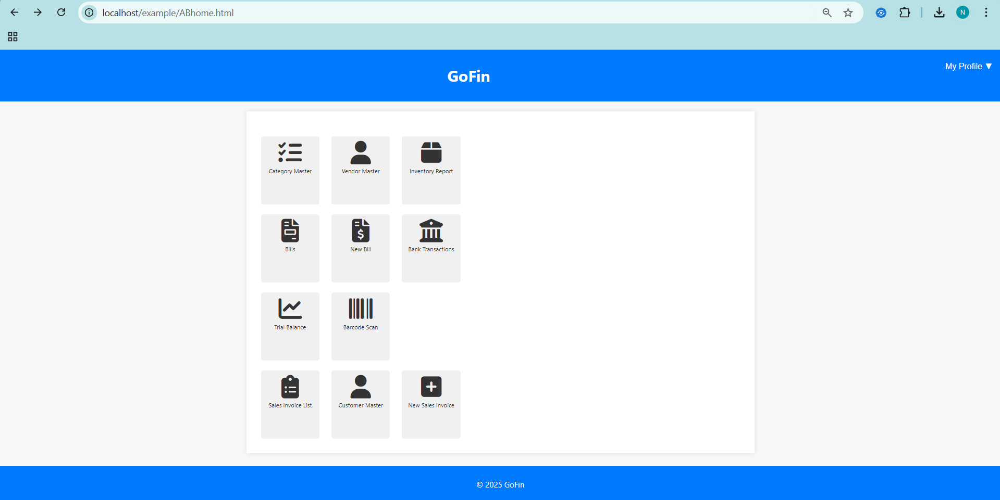 localhost/example/ABhome.html
N
My Profile ▼
GoFin
Category Master
Vendor Master
Inventory Report
Bills
New Bill
Bank Transactions
Trial Balance
Barcode Scan
Sales Invoice List
Customer Master
New Sales Invoice
© 2025 GoFin